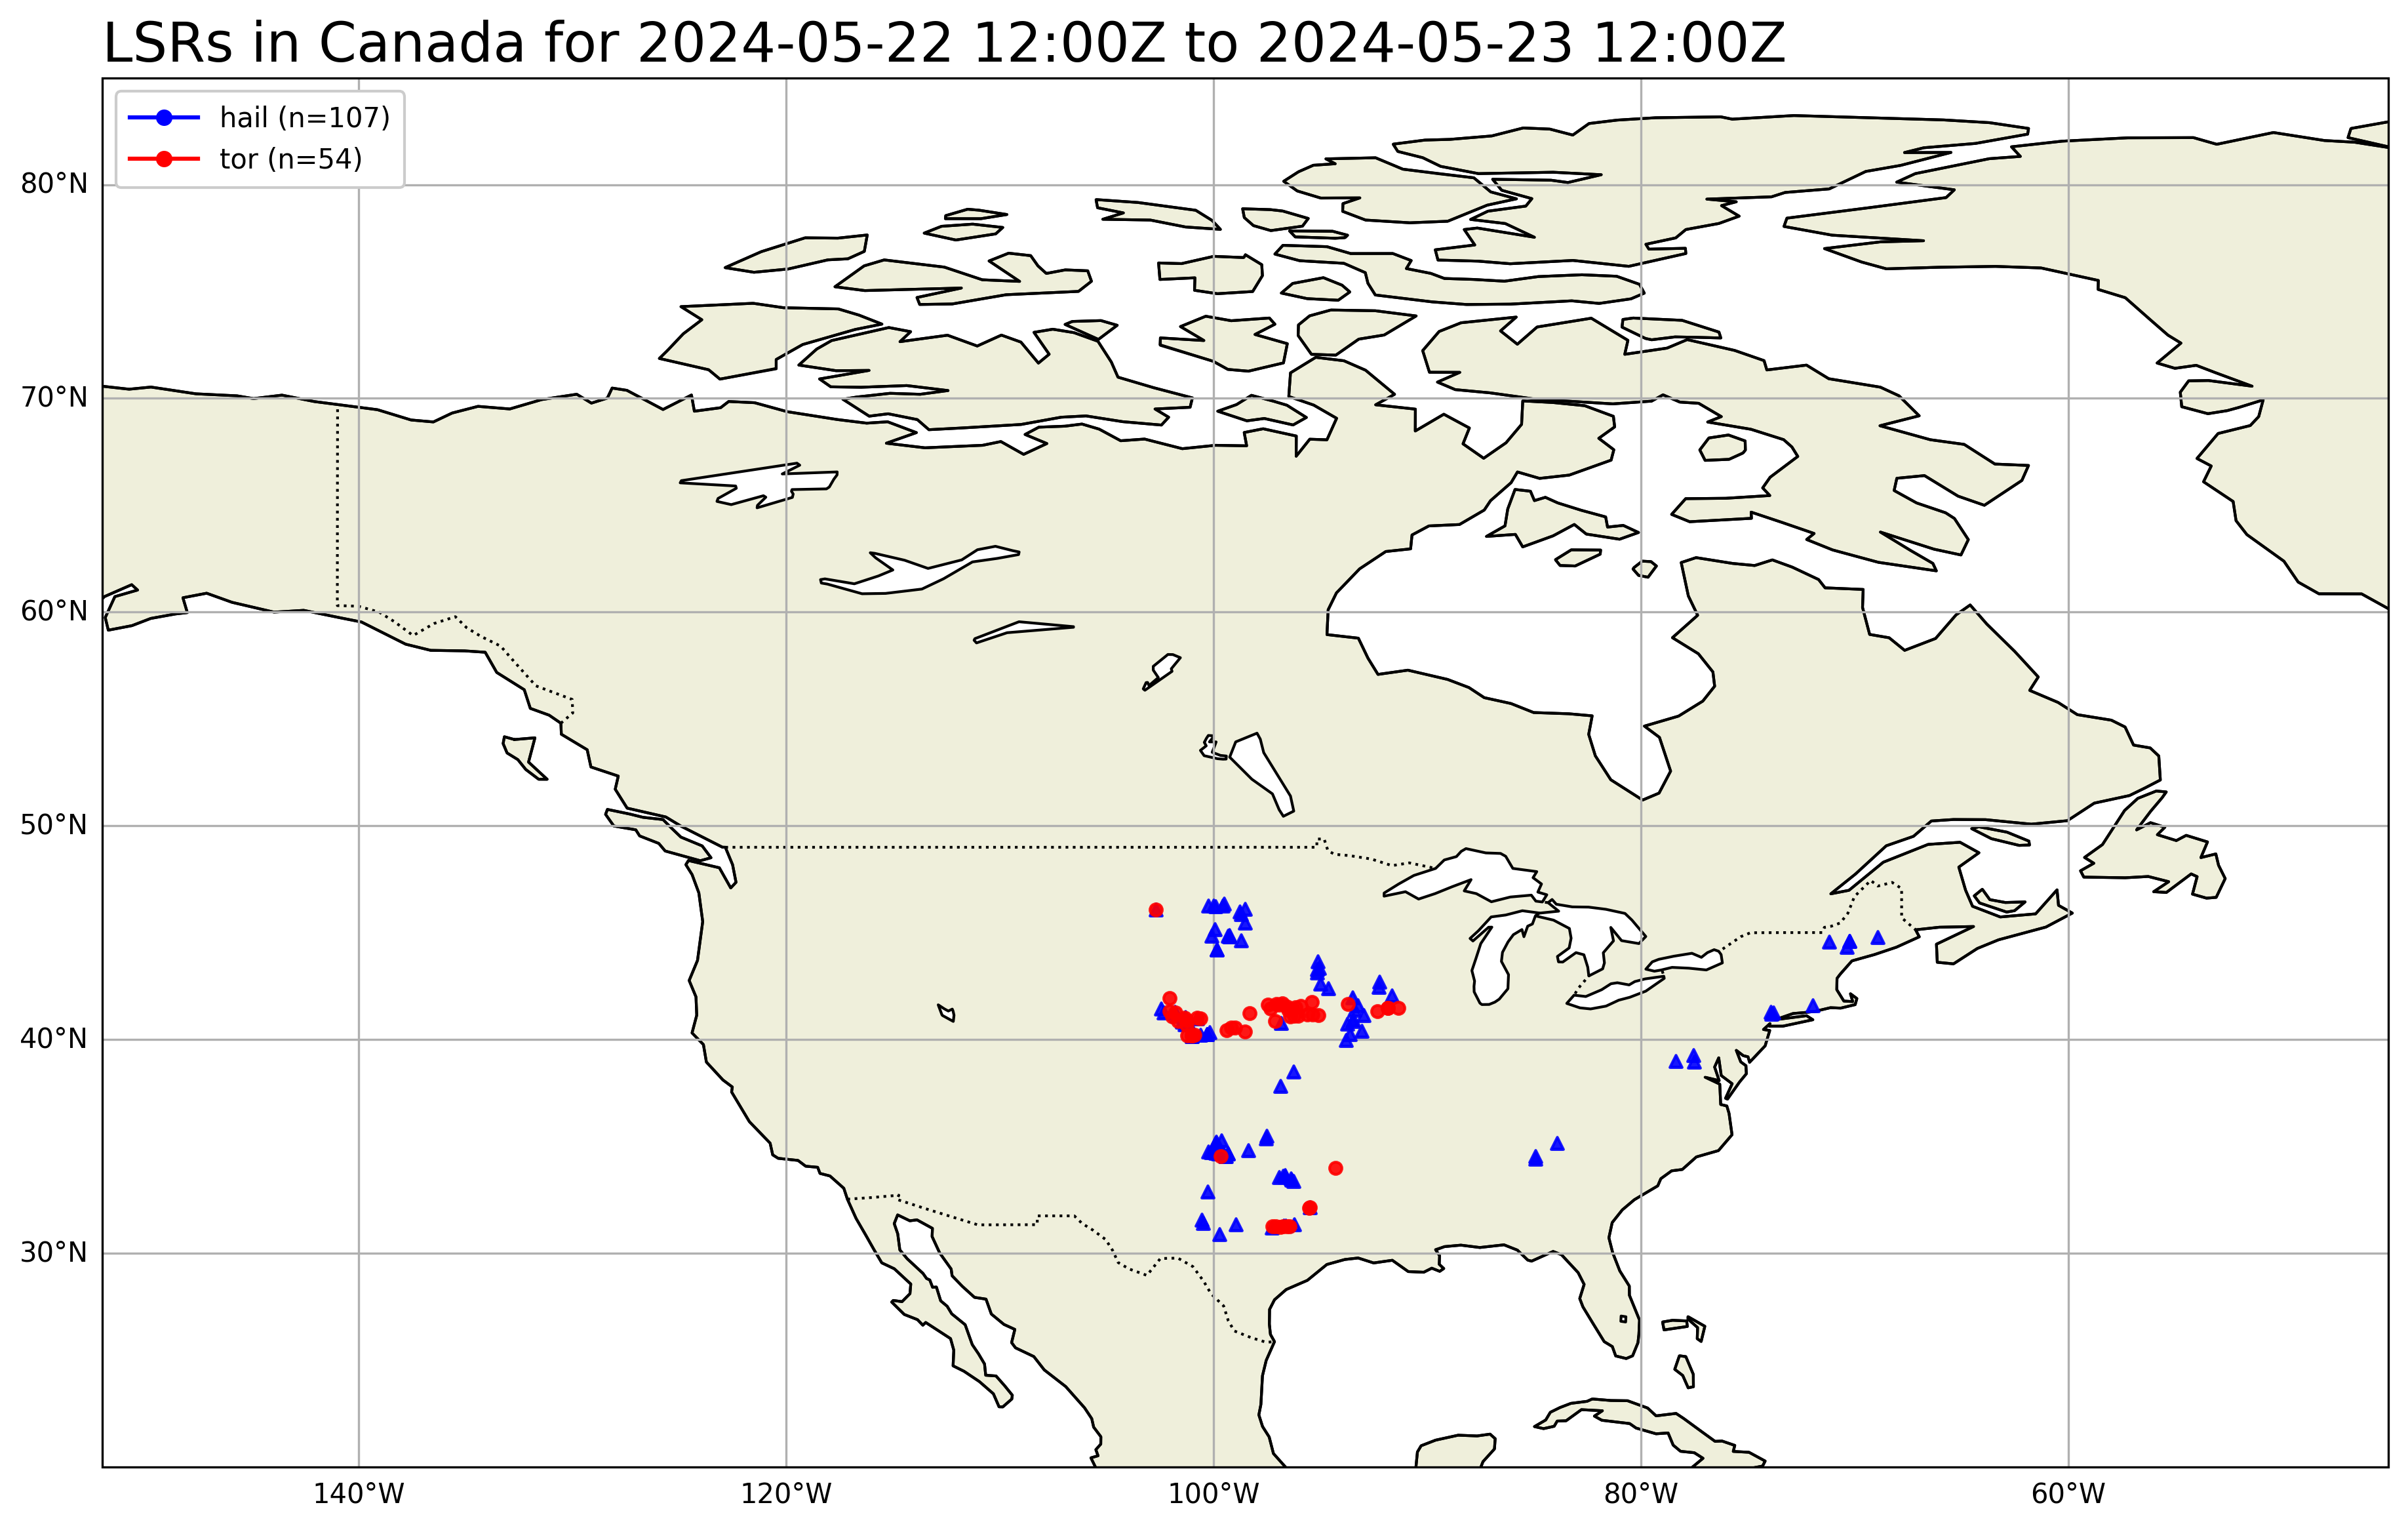 LSRs in Canada for 2024-05-22 12:00Z to 2024-05-23 12:00Z
hail (n=107)
tor (n=54)
80°N
70°N
60°N
50°N
40°N
30°N
140°W 120°W 100°W 80°W 60°W